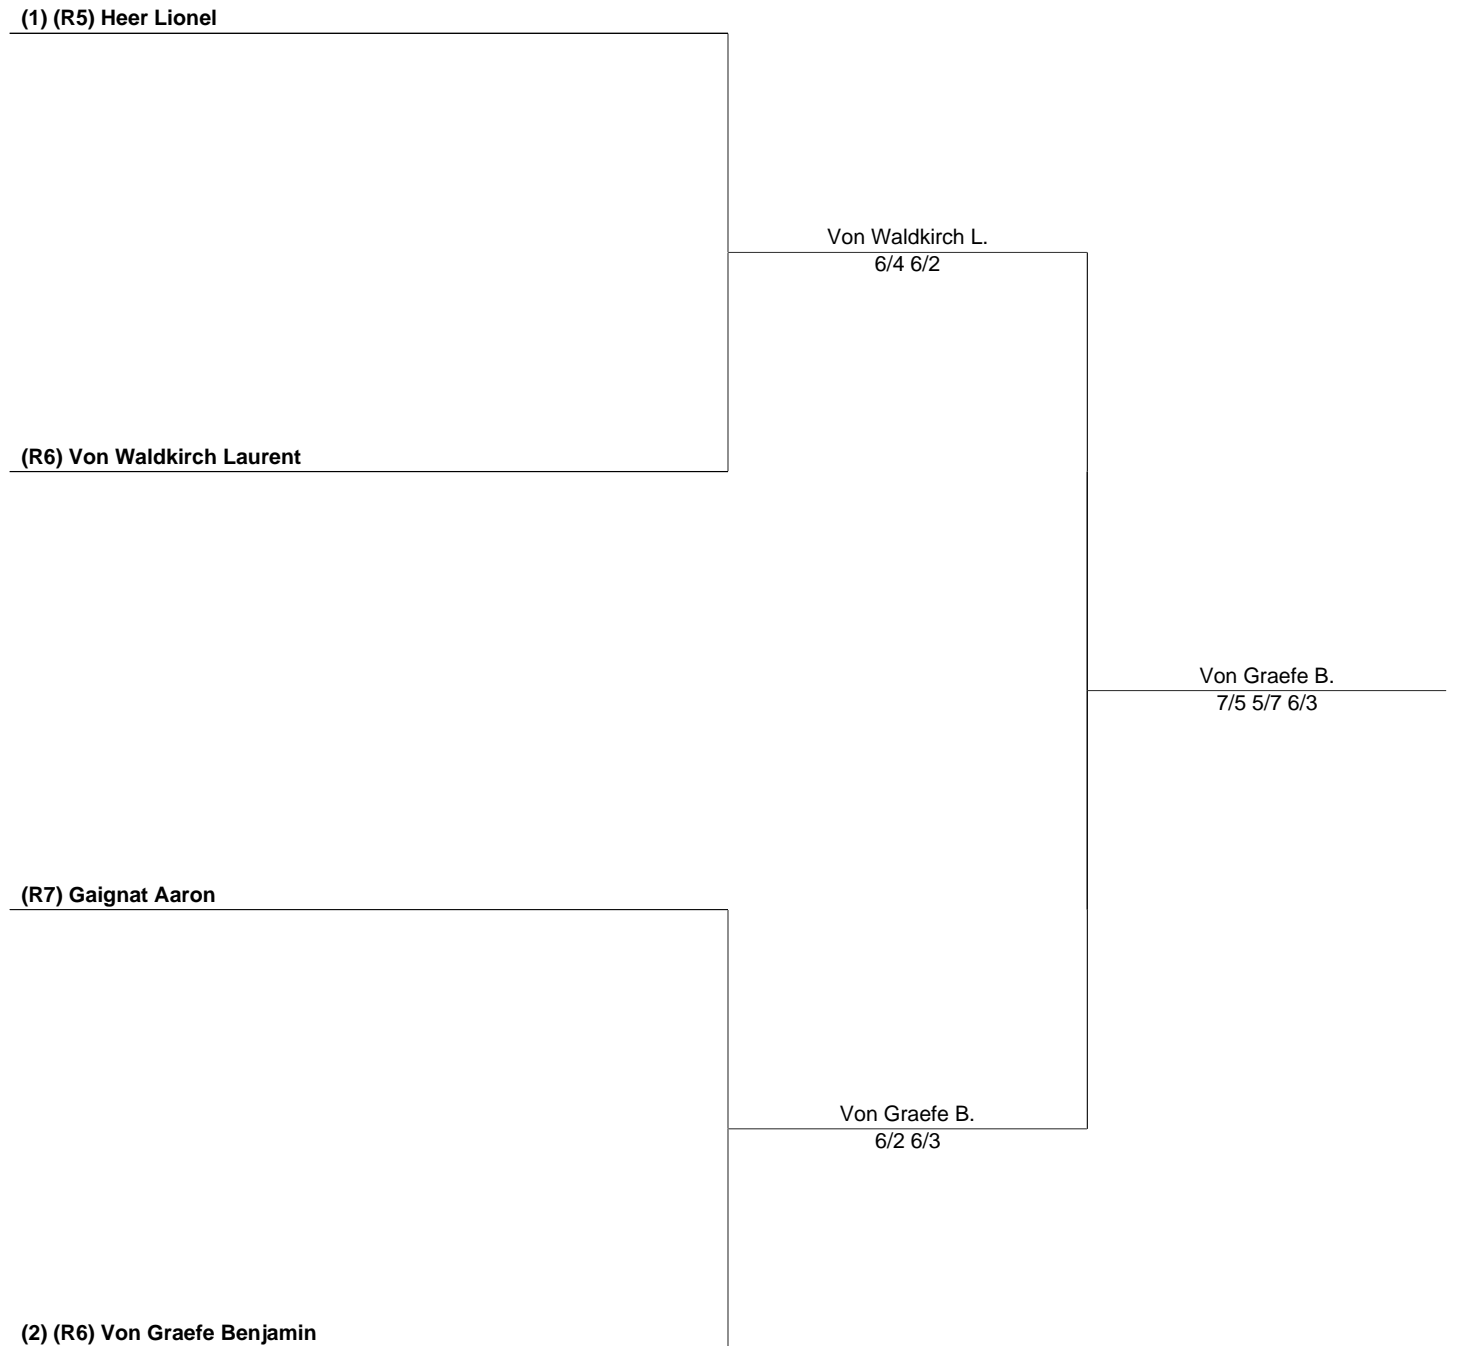 (1) (R5) Heer Lionel
Von Waldkirch L.
6/4 6/2
(R6) Von Waldkirch Laurent
Von Graefe B.
7/5 5/7 6/3
(R7) Gaignat Aaron
Von Graefe B.
6/2 6/3
(2) (R6) Von Graefe Benjamin